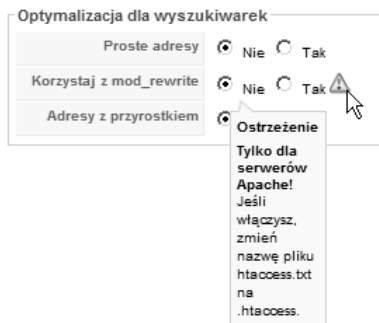 Optymalizacja dla wyszukiwarek
Proste adresy Nie Tak
Korzystaj z mod_rewrite Nie Tak
Adresy z przyrostkiem
Ostrzeżenie
Tylko dla
serwerów
Apache!
Jeśli
włączysz,
zmień
nazwę pliku
htaccess.txt
na
.htaccess.